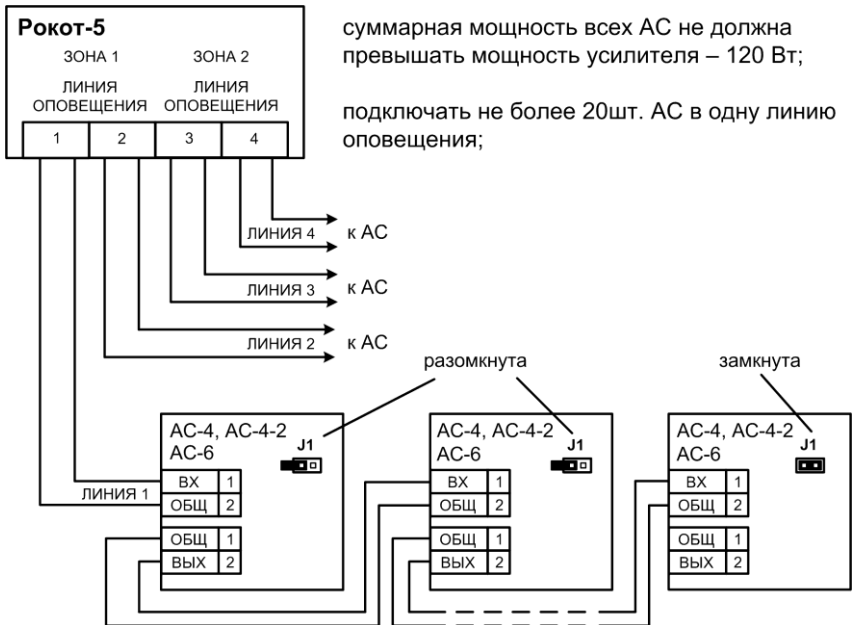 Рокот-5
ЗОНА 1 ЗОНА 2
ЛИНИЯ ОПОВЕЩЕНИЯ
ЛИНИЯ ОПОВЕЩЕНИЯ
1 2 3 4
суммарная мощность всех АС не должна
превышать мощность усилителя – 120 Вт;
подключать не более 20шт. АС в одну линию
оповещения;
ЛИНИЯ 4 к АС
ЛИНИЯ 3 к АС
ЛИНИЯ 2 к АС
разомкнута
замкнута
ЛИНИЯ 1
АС-4, АС-4-2
АС-6
J1
ВХ 1
ОБЩ 2
ОБЩ 1
ВЫХ 2
АС-4, АС-4-2
АС-6
J1
ВХ 1
ОБЩ 2
ОБЩ 1
ВЫХ 2
АС-4, АС-4-2
АС-6
J1
ВХ 1
ОБЩ 2
ОБЩ 1
ВЫХ 2